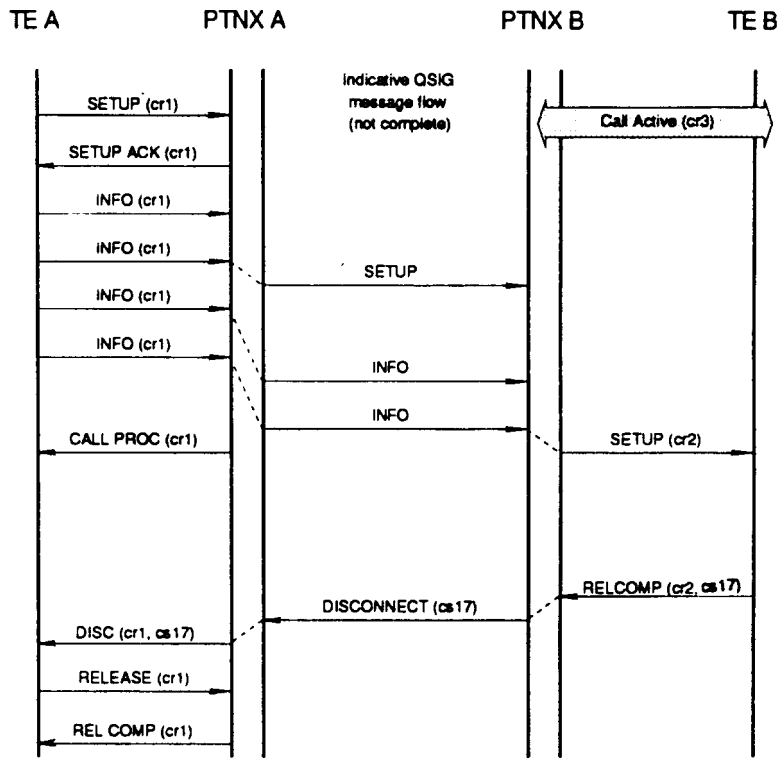 TE A
PTNX A
PTNX B
TE B
Indicative QSIG
message flow
(not complete)
SETUP (cr1)
Call Active (cr3)
SETUP ACK (cr1)
INFO (cr1)
INFO (cr1)
SETUP
INFO (cr1)
INFO (cr1)
INFO
INFO
CALL PROC (cr1)
SETUP (cr2)
RELCOMP (cr2, cs17)
DISCONNECT (cs17)
DISC (cr1, cs17)
RELEASE (cr1)
REL COMP (cr1)